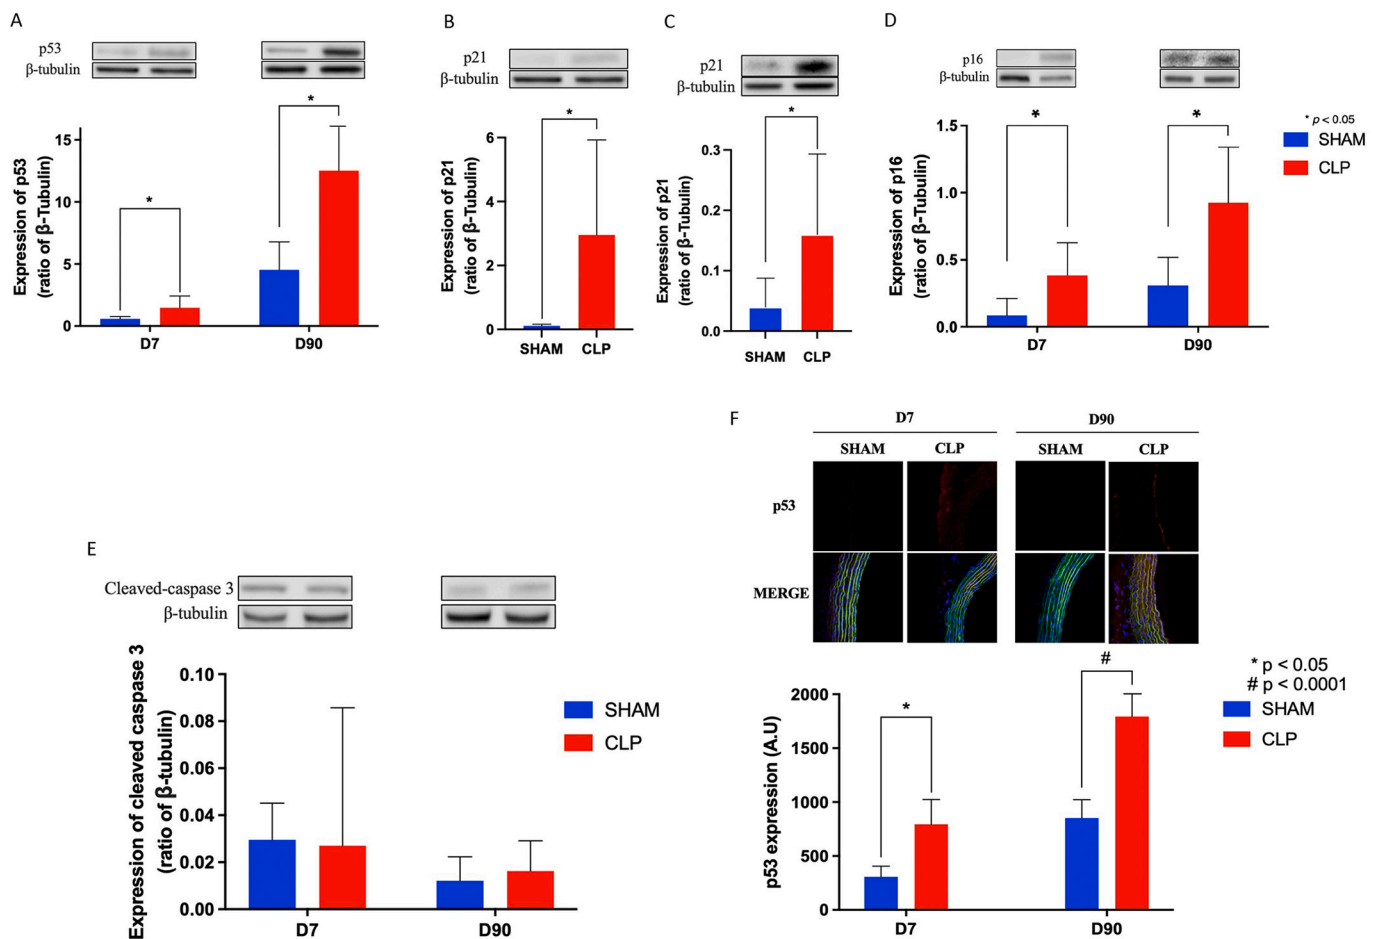 A
p53
β-tubulin
*
*
Expression of p53
(ratio of β-Tubulin)
15
10
5
0
D7
D90
B
p21
β-tubulin
*
Expression of p21
(ratio of β-Tubulin)
6
4
2
0
SHAM
CLP
C
p21
β-tubulin
*
Expression of p21
(ratio of β-Tubulin)
0.3
0.2
0.1
0.0
SHAM
CLP
D
p16
β-tubulin
*
*
Expression of p16
(ratio of β-Tubulin)
1.5
1.0
0.5
0.0
D7
D90
* p < 0.05
SHAM
CLP
E
Cleaved-caspase 3
β-tubulin
Expression of cleaved caspase 3
(ratio of β-tubulin)
0.10
0.08
0.06
0.04
0.02
0.00
D7
D90
SHAM
CLP
F
D7
D90
SHAM
CLP
SHAM
CLP
p53
MERGE
*
#
p53 expression (A.U)
2000
1500
1000
500
0
D7
D90
* p < 0.05
# p < 0.0001
SHAM
CLP